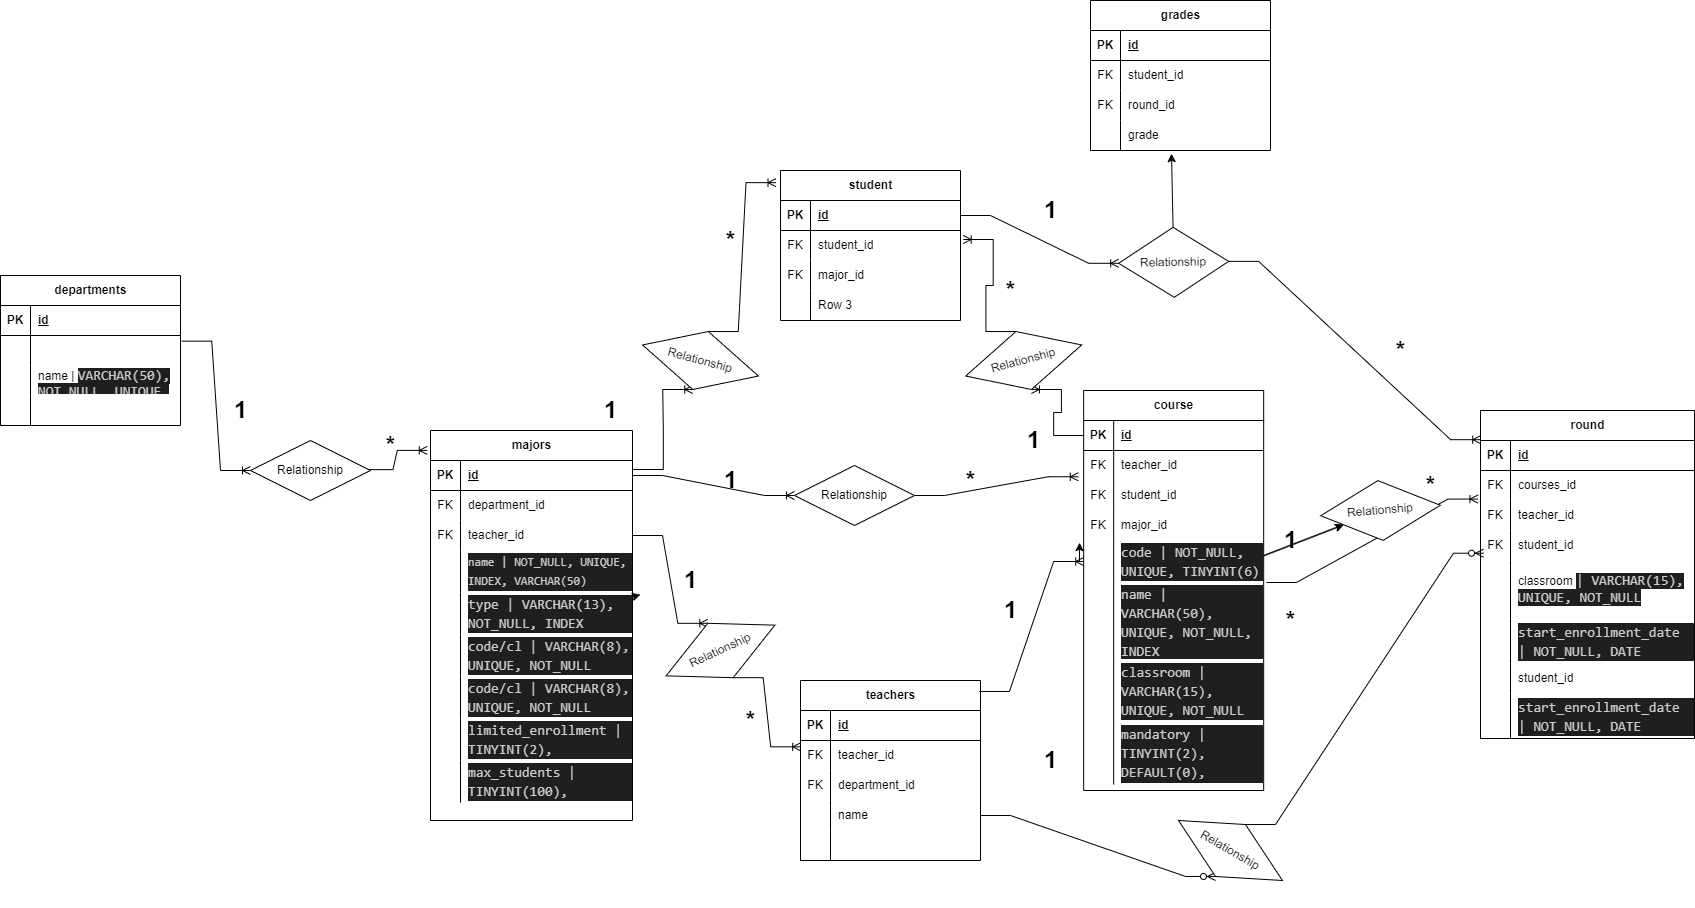 grades
PK id
FK student_id
FK round_id
grade
student
PK id
FK student_id
FK major_id
Row 3
1
Relationship
*
*
*
departments
PK id
name | VARCHAR(50),
NOT_NULL, UNIQUE
1
Relationship
*
Relationship
Relationship
1
1
majors
PK id
FK department_id
FK teacher_id
name | NOT_NULL, UNIQUE,
INDEX, VARCHAR(50)
type | VARCHAR(13),
NOT_NULL, INDEX
code/cl | VARCHAR(8),
UNIQUE, NOT_NULL
code/cl | VARCHAR(8),
UNIQUE, NOT_NULL
limited_enrollment |
TINYINT(2),
max_students |
TINYINT(100),
1
Relationship
*
course
PK id
FK teacher_id
FK student_id
FK major_id
code | NOT_NULL,
UNIQUE, TINYINT(6)
name |
VARCHAR(50),
UNIQUE, NOT_NULL,
INDEX
classroom |
VARCHAR(15),
UNIQUE, NOT_NULL
mandatory |
TINYINT(2),
DEFAULT(0),
1
Relationship
*
*
round
PK id
FK courses_id
FK teacher_id
FK student_id
classroom | VARCHAR(15),
UNIQUE, NOT_NULL
start_enrollment_date
| NOT_NULL, DATE
student_id
start_enrollment_date
| NOT_NULL, DATE
1
Relationship
*
1
teachers
PK id
FK teacher_id
FK department_id
name
1
Relationship